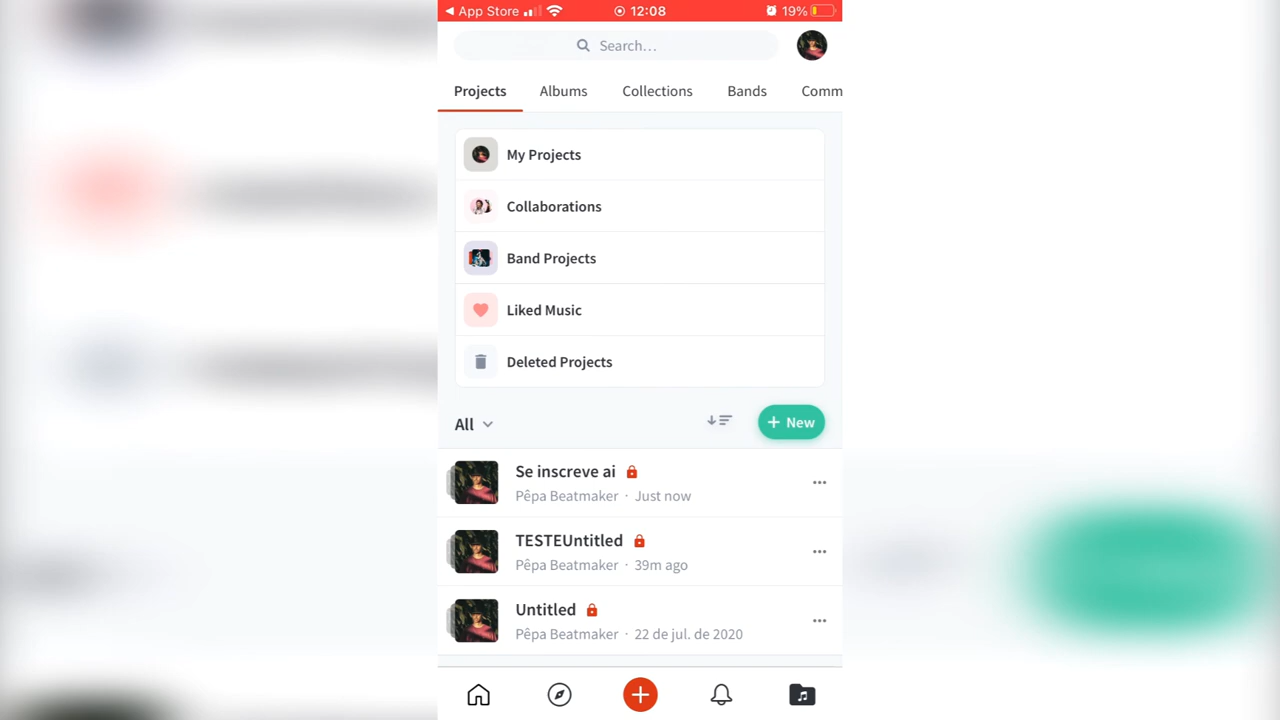 App Store 12:08 19%
Search…
Projects Albums Collections Bands Comm
My Projects
Collaborations
Band Projects
Liked Music
Deleted Projects
All + New
Se inscreve ai
Pêpa Beatmaker · Just now
TESTEUntitled
Pêpa Beatmaker · 39m ago
Untitled
Pêpa Beatmaker · 22 de jul. de 2020